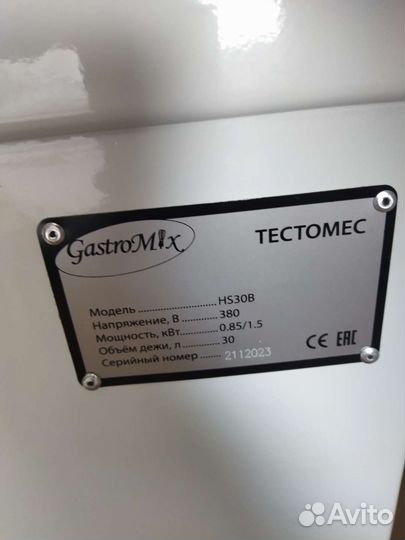 GastroMix
ТЕСТОМЕС
Модель ........................ HS30B
Напряжение, В ........ 380
Мощность, кВт ......... 0.85/1.5
Объём дежи, л ......... 30
Серийный номер ...... 2112023
CE EAC
Avito